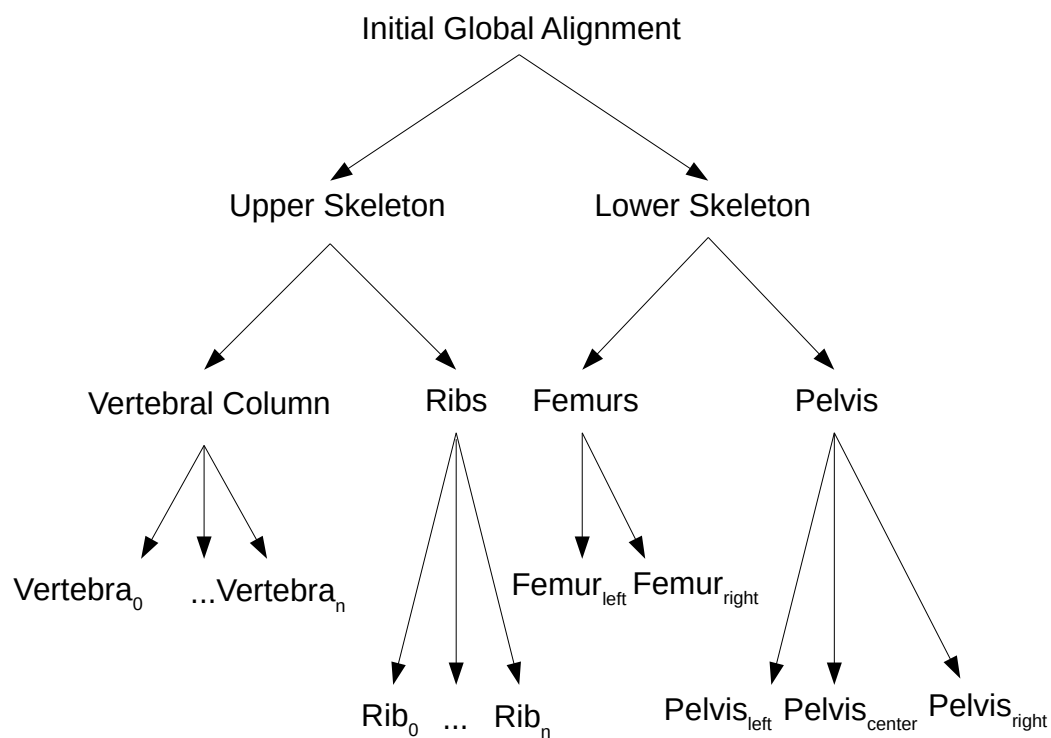 Initial Global Alignment
Upper Skeleton Lower Skeleton
Vertebral Column Ribs Femurs Pelvis
Vertebra0 ...Vertebran Femurleft Femurright
Rib0 ... Ribn Pelvisleft Pelviscenter Pelvisright